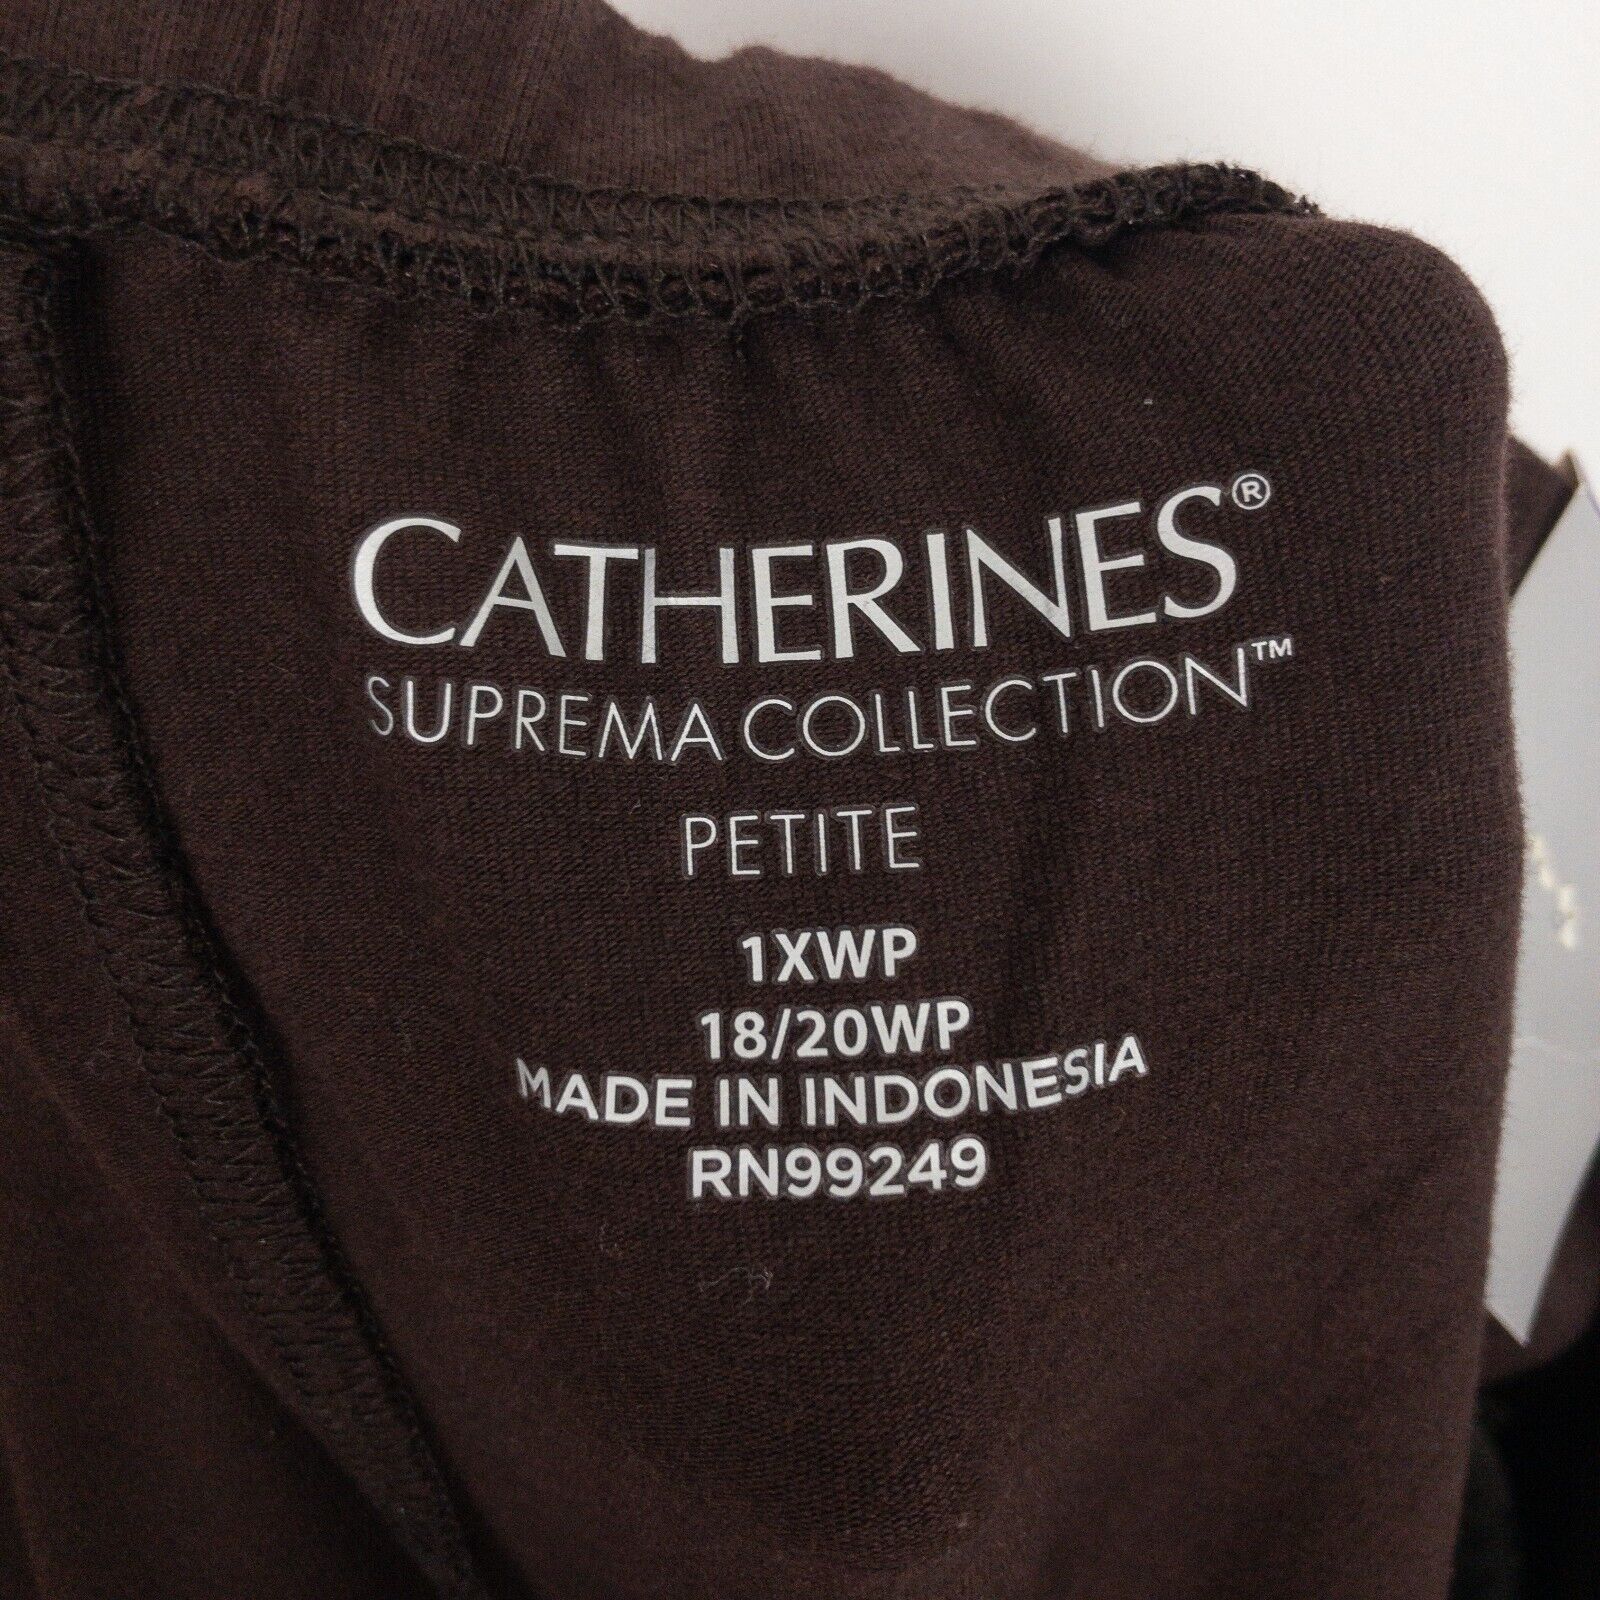 CATHERINES®
SUPREMA COLLECTION™
PETITE
1XWP
18/20WP
MADE IN INDONESIA
RN99249